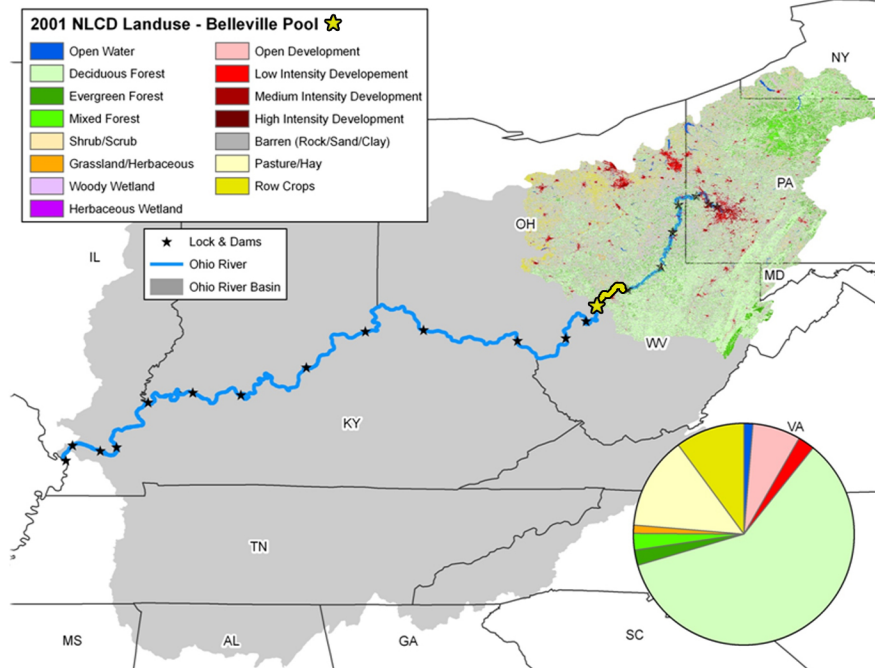 2001 NLCD Landuse - Belleville Pool
Open Water
Deciduous Forest
Evergreen Forest
Mixed Forest
Shrub/Scrub
Grassland/Herbaceous
Woody Wetland
Herbaceous Wetland
Open Development
Low Intensity Developement
Medium Intensity Development
High Intensity Development
Barren (Rock/Sand/Clay)
Pasture/Hay
Row Crops
NY
PA
OH
IL
Lock & Dams
Ohio River
Ohio River Basin
MD
WV
KY
VA
TN
MS
AL
GA
SC